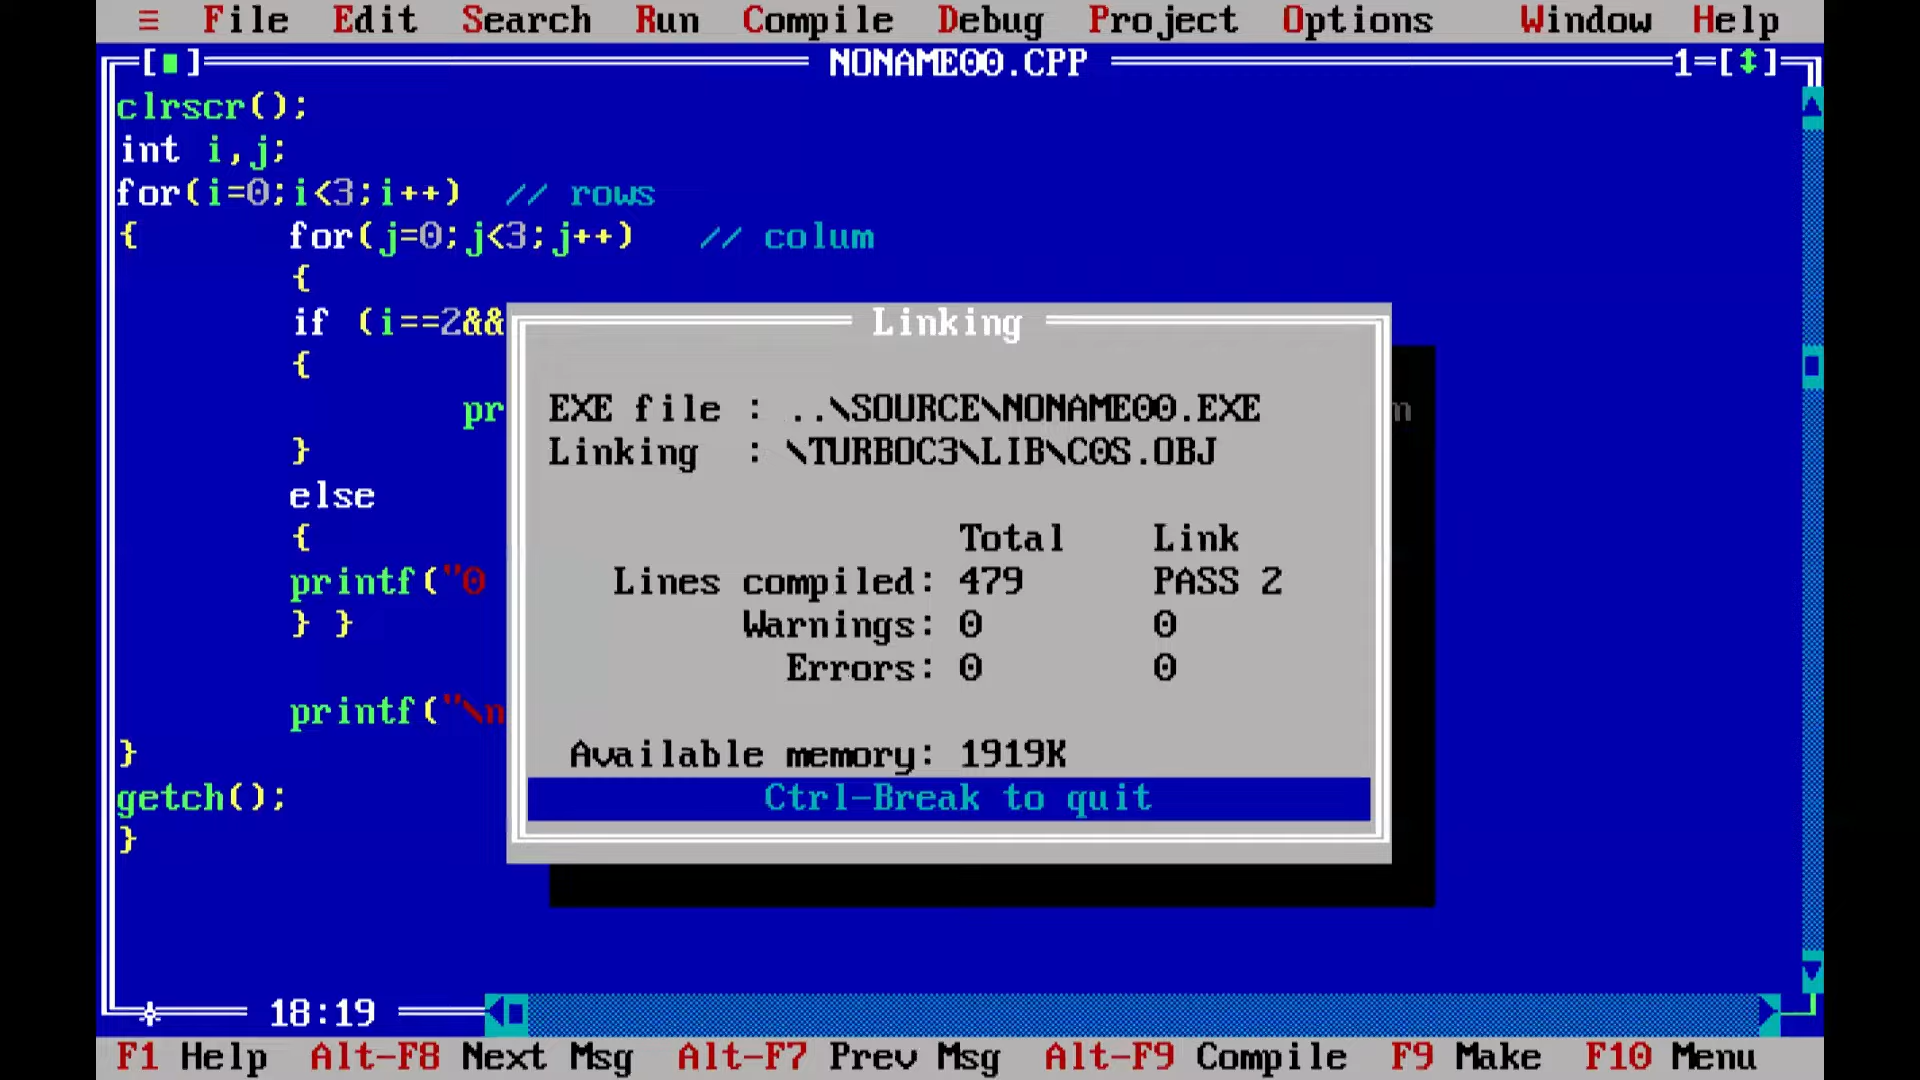 ≡ File Edit Search Run Compile Debug Project Options Window Help
[■] NONAME00.CPP 1=[↕]
clrscr();
int i,j;
for(i=0;i<3;i++) // rows
{ for(j=0;j<3;j++) // colum
{
if (i==2&&
Linking
{
EXE file : ..\SOURCE\NONAME00.EXE
pr
m
Linking : \TURBOC3\LIB\C0S.OBJ
}
else
{
Total Link
printf("0
Lines compiled: 479 PASS 2
} }
Warnings: 0 0
Errors: 0 0
printf("\n
}
Available memory: 1919K
getch();
Ctrl-Break to quit
}
18:19
F1 Help Alt-F8 Next Msg Alt-F7 Prev Msg Alt-F9 Compile F9 Make F10 Menu